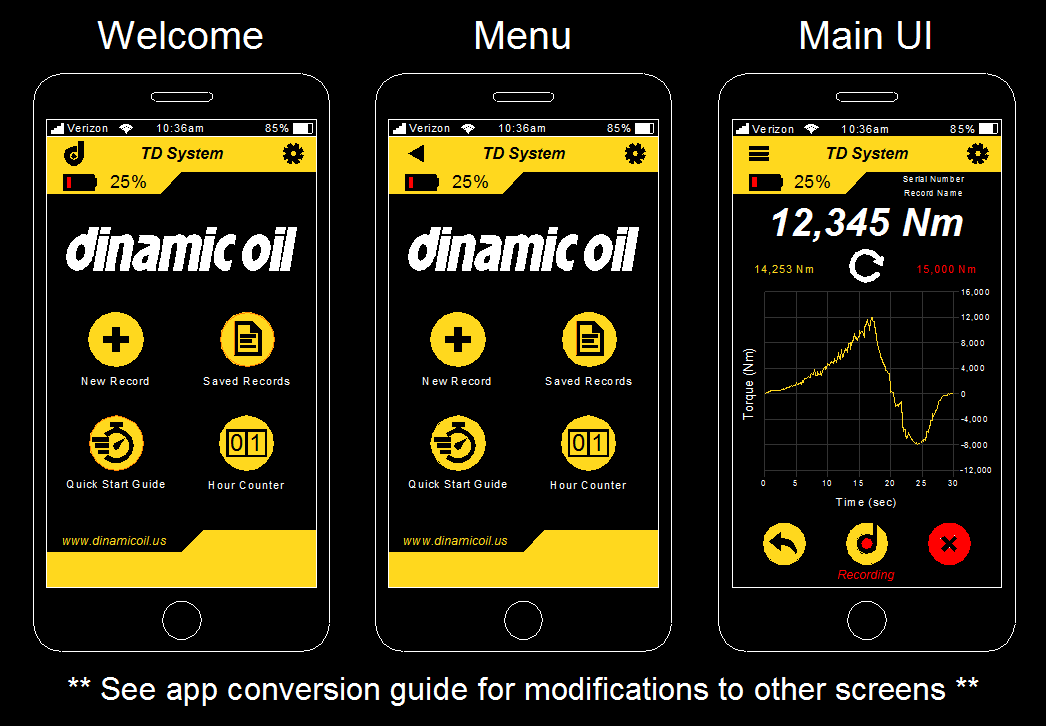 Welcome
Menu
Main UI
Verizon 10:36am 85%
TD System
25%
dinamic oil
New Record
Saved Records
Quick Start Guide
01
Hour Counter
www.dinamicoil.us
Verizon 10:36am 85%
TD System
25%
dinamic oil
New Record
Saved Records
Quick Start Guide
01
Hour Counter
www.dinamicoil.us
Verizon 10:36am 85%
TD System
25%
Serial Number
Record Name
12,345 Nm
14,253 Nm
15,000 Nm
16,000
12,000
8,000
4,000
0
-4,000
-8,000
-12,000
Torque (Nm)
0 5 10 15 20 25 30
Time (sec)
Recording
** See app conversion guide for modifications to other screens **